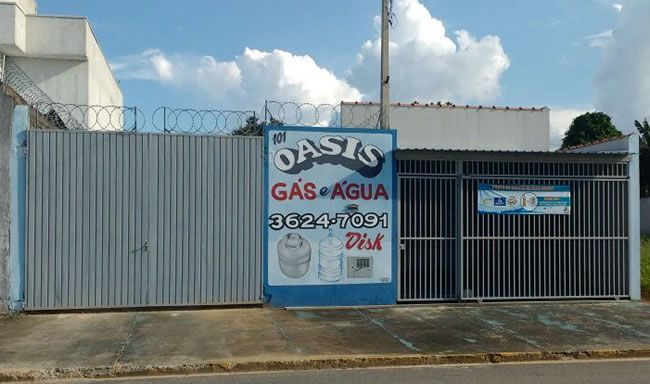 101
OASIS
GÁS e ÁGUA
3624-7091
Disk